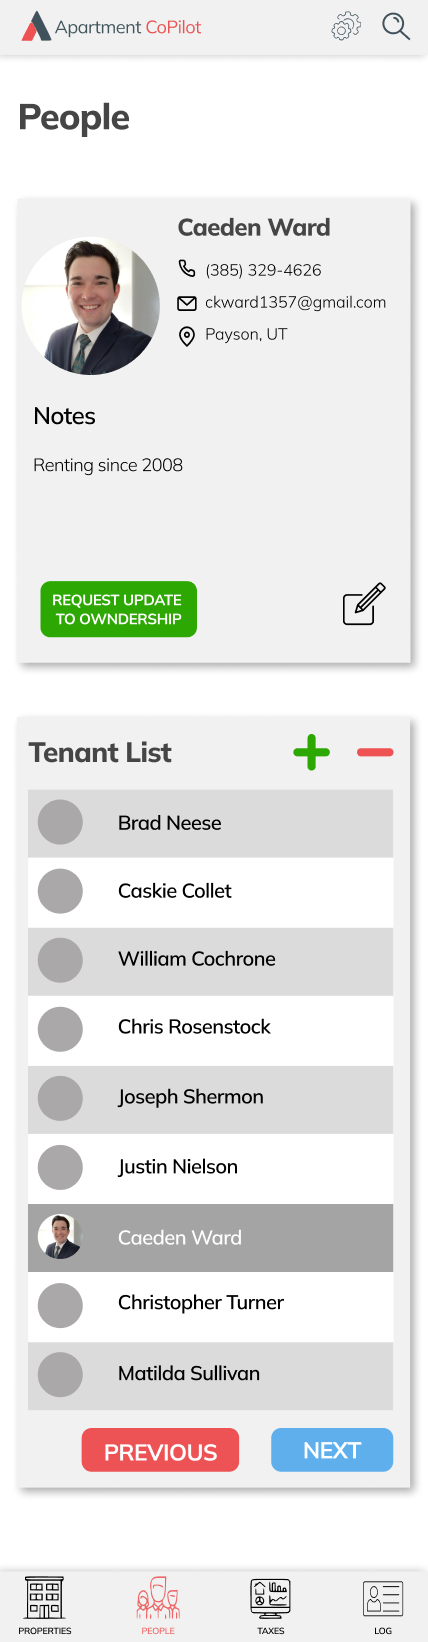 Apartment CoPilot
People
Caeden Ward
(385) 329-4626
ckward1357@gmail.com
Payson, UT
Notes
Renting since 2008
REQUEST UPDATE
TO OWNDERSHIP
Tenant List
Brad Neese
Caskie Collet
William Cochrone
Chris Rosenstock
Joseph Shermon
Justin Nielson
Caeden Ward
Christopher Turner
Matilda Sullivan
PREVIOUS NEXT
PROPERTIES PEOPLE TAXES LOG